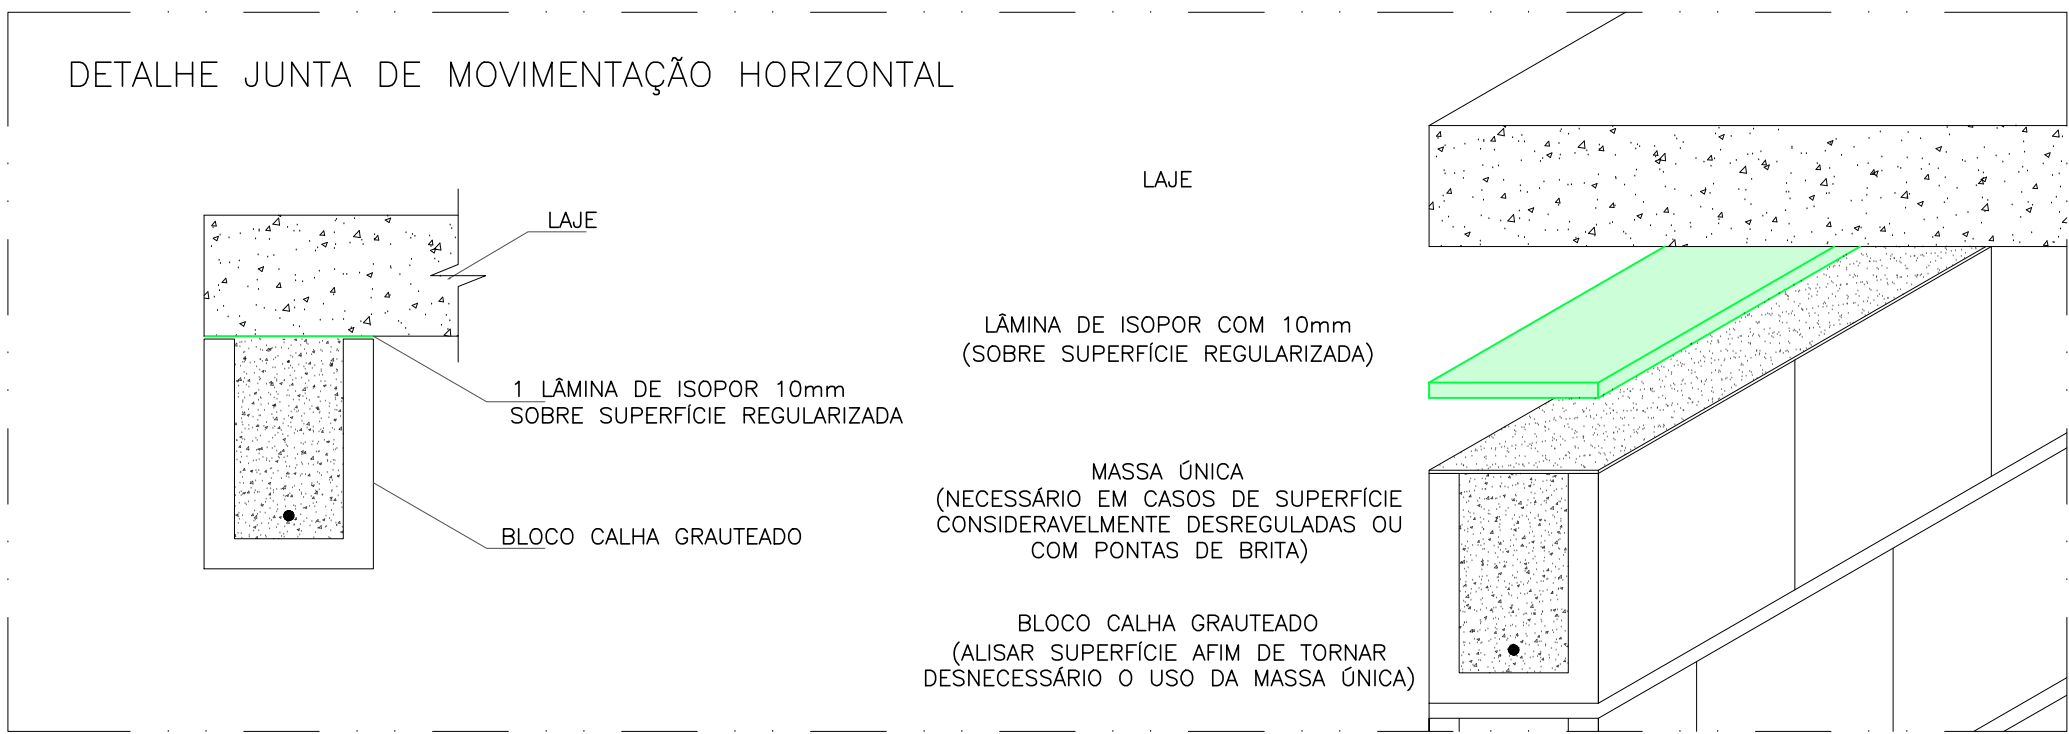 DETALHE JUNTA DE MOVIMENTAÇÃO HORIZONTAL
LAJE
1 LÂMINA DE ISOPOR 10mm
SOBRE SUPERFÍCIE REGULARIZADA
BLOCO CALHA GRAUTEADO
LAJE
LÂMINA DE ISOPOR COM 10mm
(SOBRE SUPERFÍCIE REGULARIZADA)
MASSA ÚNICA
(NECESSÁRIO EM CASOS DE SUPERFÍCIE
CONSIDERAVELMENTE DESREGULADAS OU
COM PONTAS DE BRITA)
BLOCO CALHA GRAUTEADO
(ALISAR SUPERFÍCIE AFIM DE TORNAR
DESNECESSÁRIO O USO DA MASSA ÚNICA)